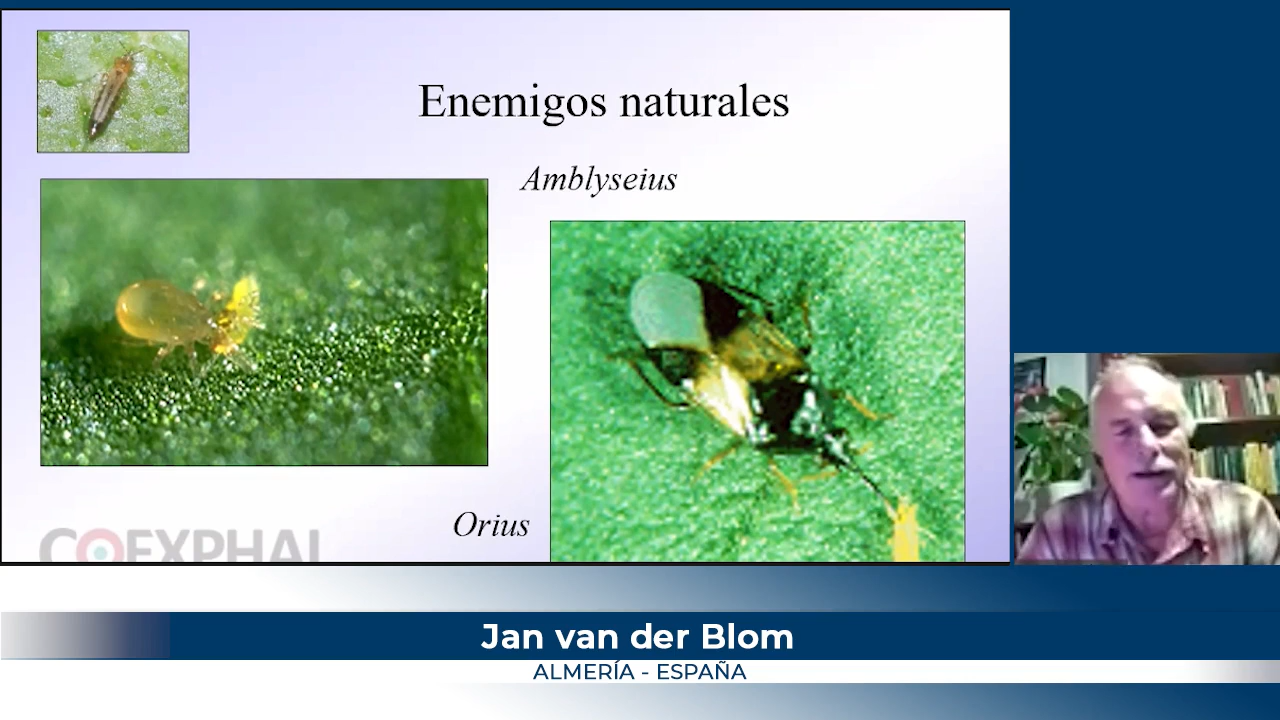 Enemigos naturales
Amblyseius
Orius
COEXPHAL
Jan van der Blom
ALMERÍA - ESPAÑA